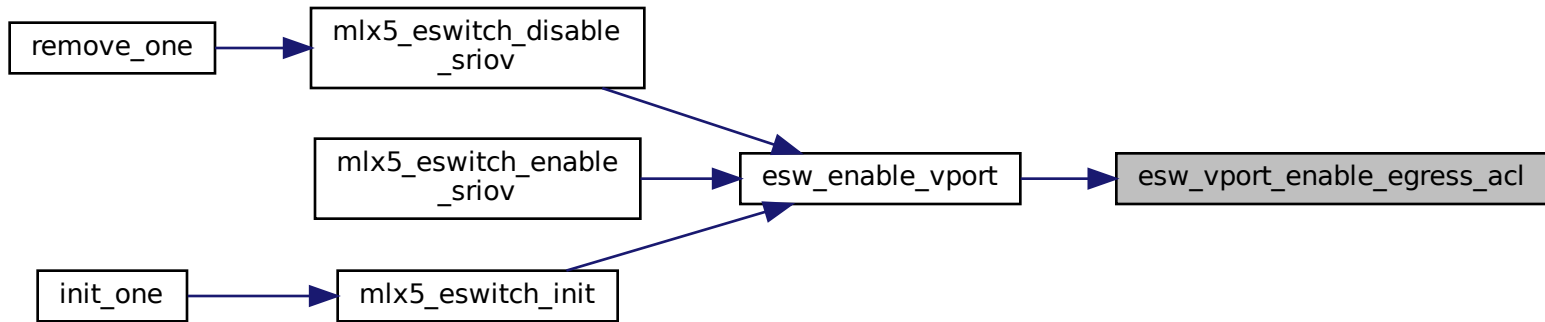 remove_one
mlx5_eswitch_disable
_sriov
mlx5_eswitch_enable
_sriov
esw_enable_vport
esw_vport_enable_egress_acl
init_one
mlx5_eswitch_init